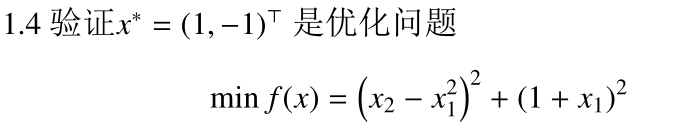 1.4 验证x* = (1, −1)⊤ 是优化问题
min f(x) = (x₂ − x₁²)² + (1 + x₁)²